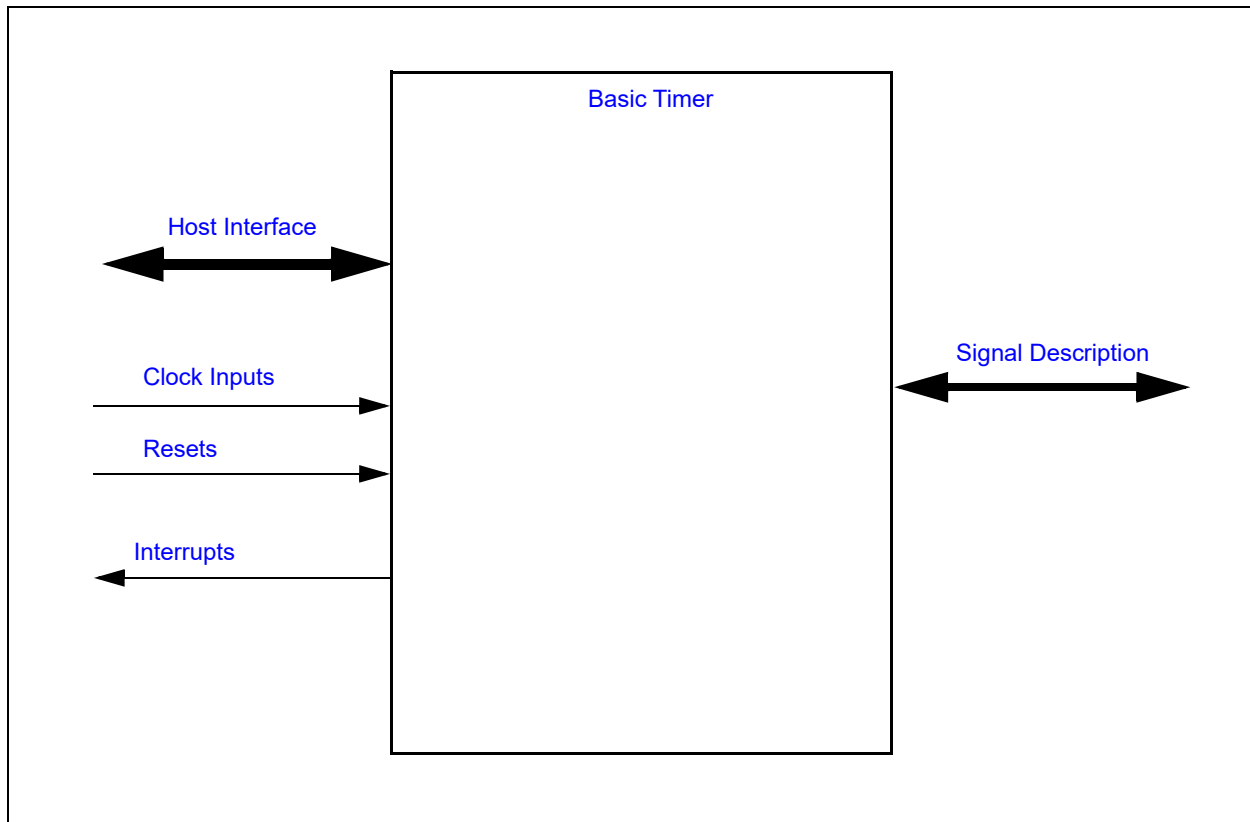 Basic Timer
Host Interface
Signal Description
Clock Inputs
Resets
Interrupts